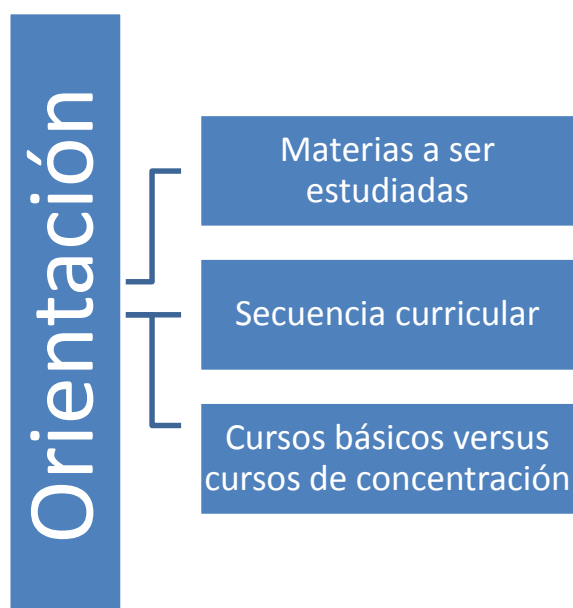 Orientación
Materias a ser
estudiadas
Secuencia curricular
Cursos básicos versus
cursos de concentración